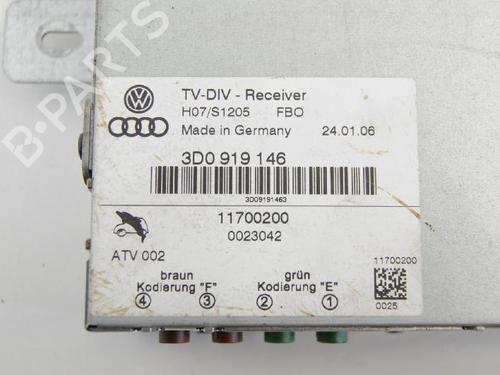 B-PARTS
TV-DIV - Receiver
H07/S1205 FBO
Made in Germany 24.01.06
3D0 919 146
3D09191463
11700200
0023042
ATV 002
braun grün
Kodierung "F" Kodierung "E"
④ ③ ② ①
11700200
0025